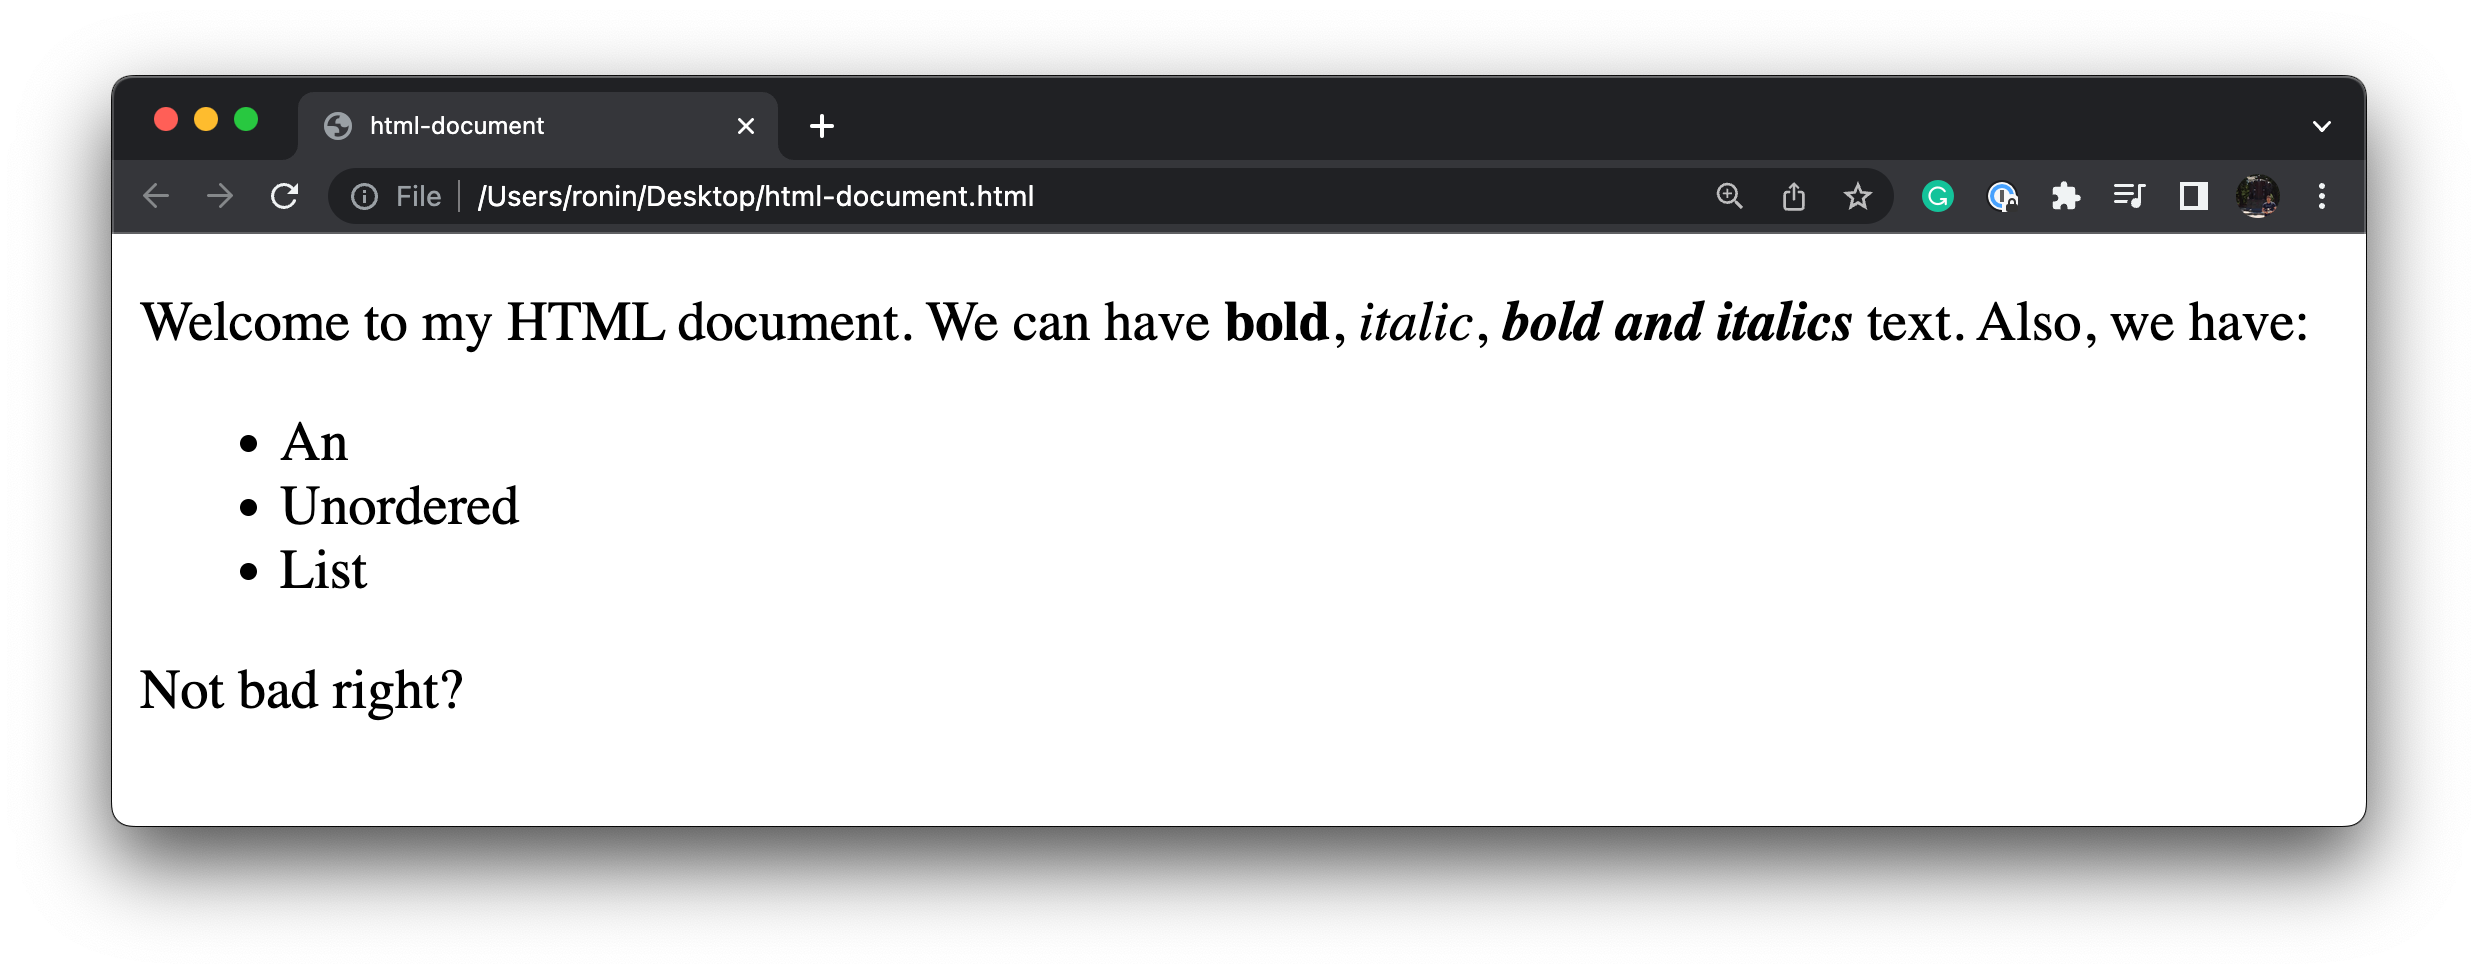 html-document
File /Users/ronin/Desktop/html-document.html
Welcome to my HTML document. We can have bold, italic, bold and italics text. Also, we have:
• An
• Unordered
• List
Not bad right?